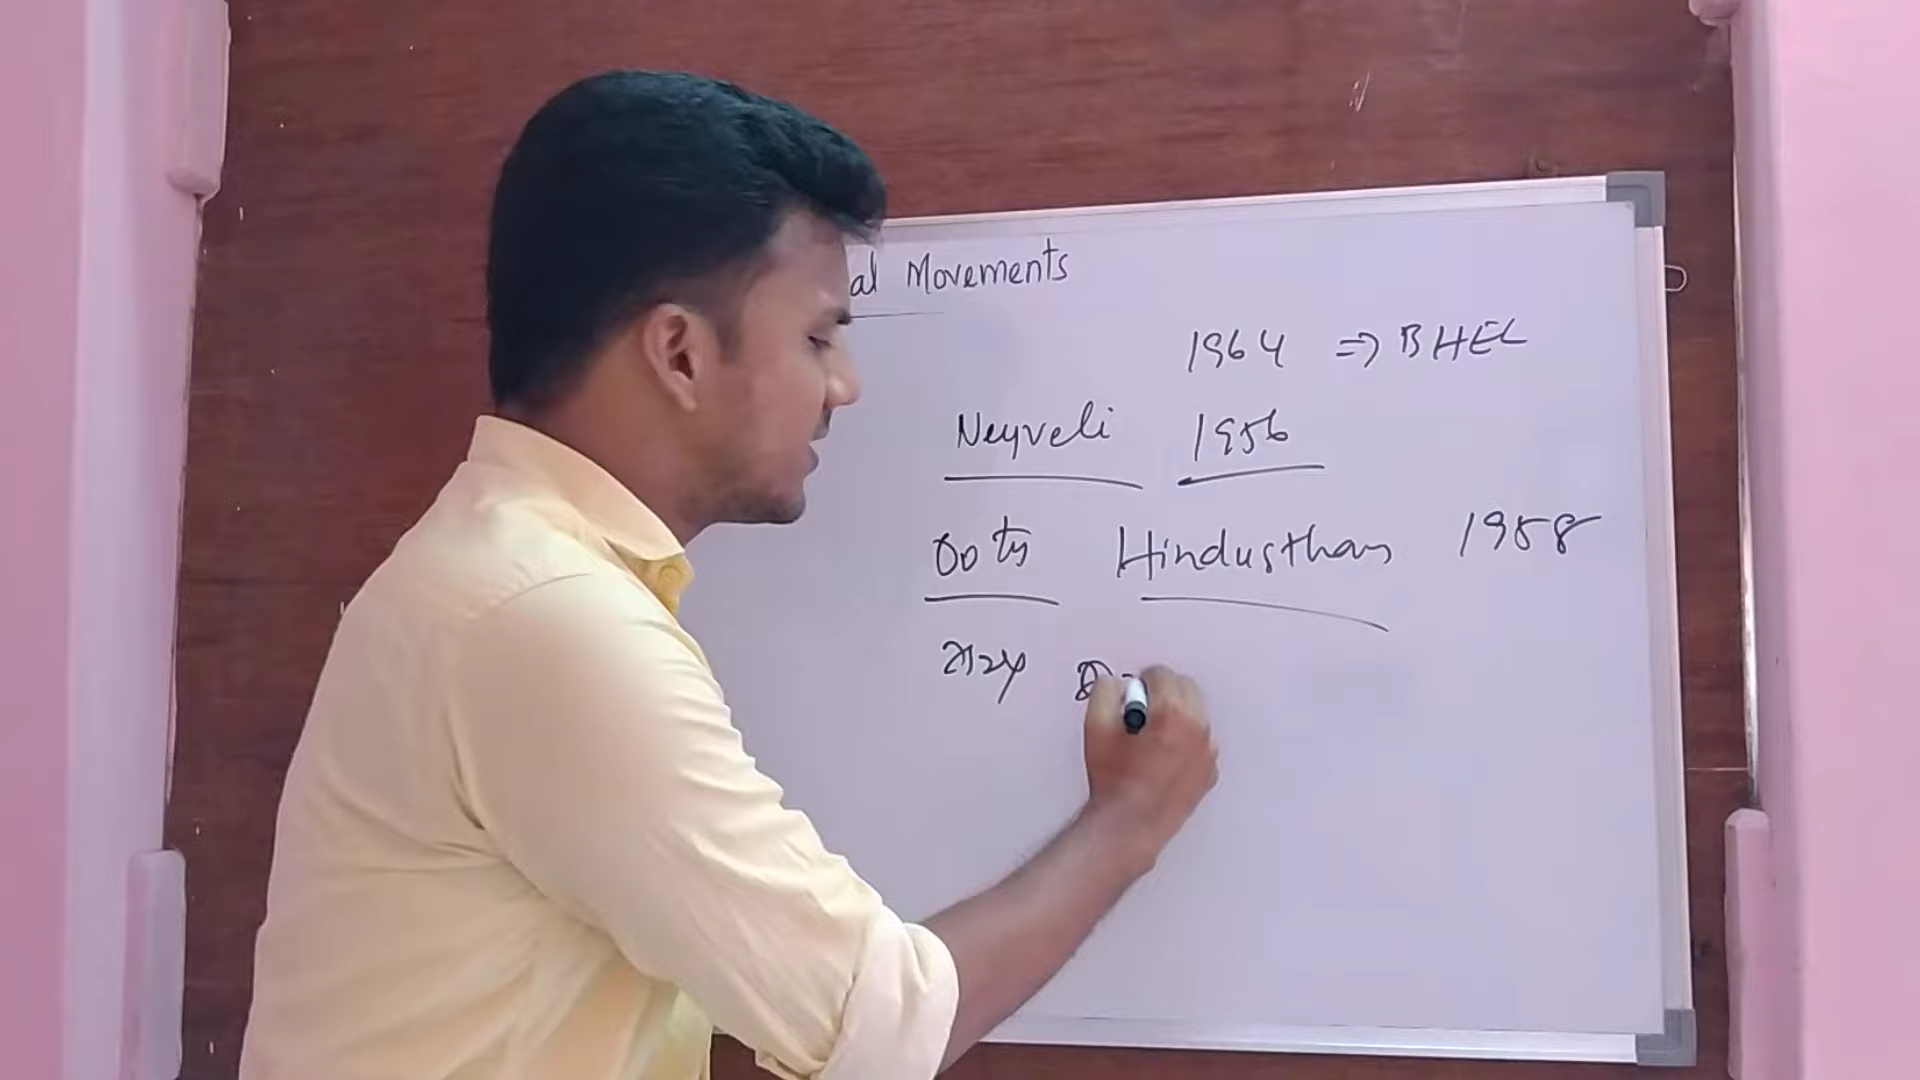 al Movements
1964 ⇒ BHEL
Neyveli 1956
Ooty Hindusthan 1958